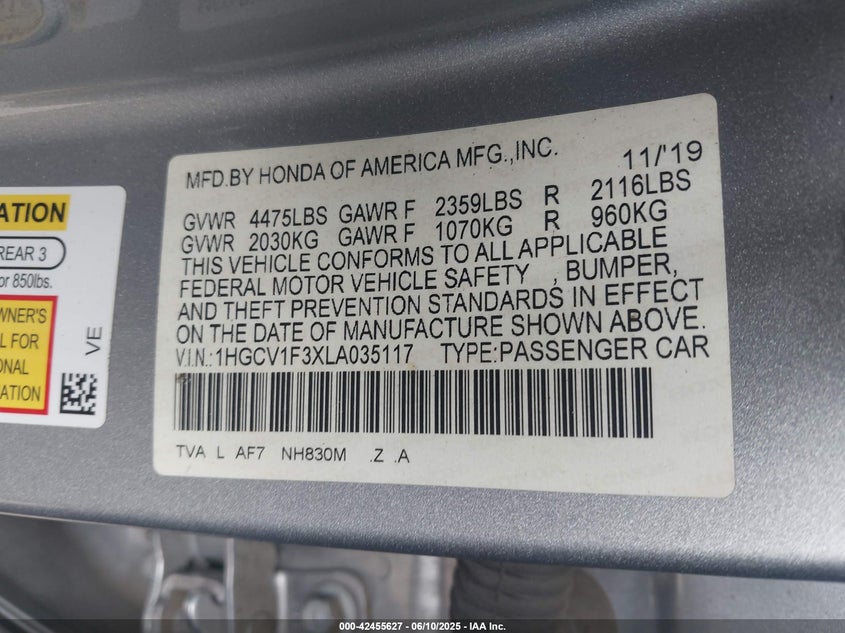 MFD.BY HONDA OF AMERICA MFG.,INC. 11/'19
GVWR 4475LBS GAWR F 2359LBS R 2116LBS
GVWR 2030KG GAWR F 1070KG R 960KG
THIS VEHICLE CONFORMS TO ALL APPLICABLE
FEDERAL MOTOR VEHICLE SAFETY , BUMPER,
AND THEFT PREVENTION STANDARDS IN EFFECT
ON THE DATE OF MANUFACTURE SHOWN ABOVE.
V.I.N.:1HGCV1F3XLA035117 TYPE:PASSENGER CAR
TVA L AF7 NH830M .Z .A
ATION
REAR 3
or 850lbs.
WNER'S
L FOR
ONAL
ATION
VE
000-42455627 - 06/10/2025 - IAA Inc.